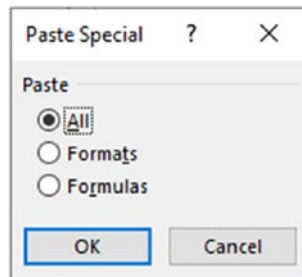 Paste Special ?
Paste
All
Formats
Formulas
OK Cancel